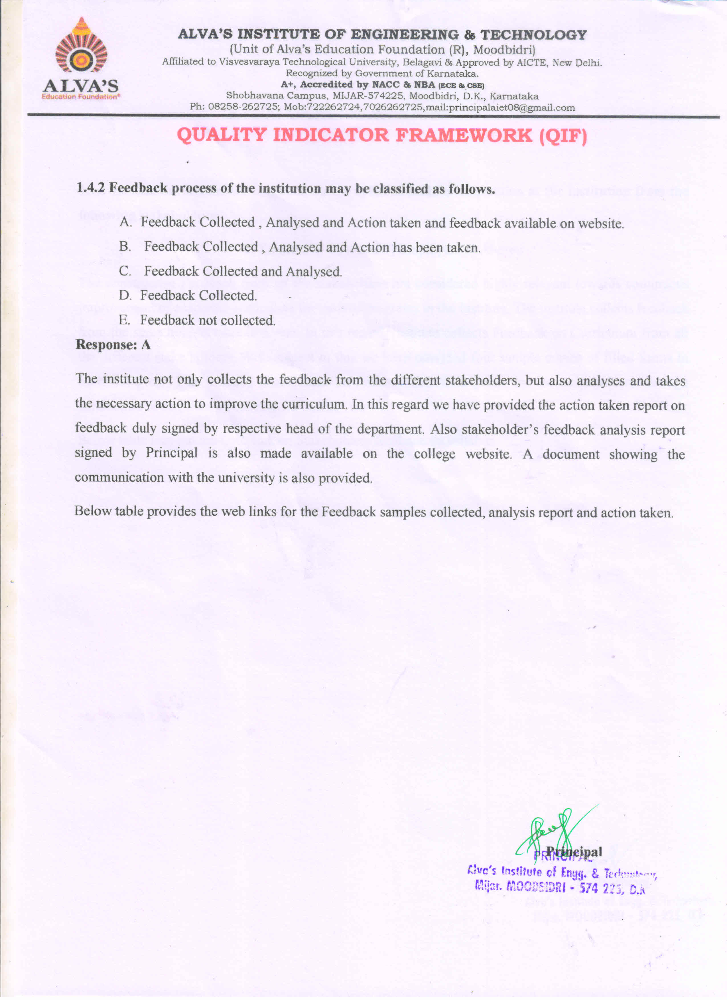 ALVA'S INSTITUTE OF ENGINEERING & TECHNOLOGY
(Unit of Alva's Education Foundation (R), Moodbidri)
Affiliated to Visvesvaraya Technological University, Belagavi & Approved by AICTE, New Delhi.
Recognized by Government of Karnataka.
A+, Accredited by NACC & NBA (ECE & CSE)
Shobhavana Campus, MIJAR-574225, Moodbidri, D.K., Karnataka
Ph: 08258-262725; Mob:722262724,7026262725,mail:principalaiet08@gmail.com
ALVA'S
Education Foundation®
QUALITY INDICATOR FRAMEWORK (QIF)
1.4.2 Feedback process of the institution may be classified as follows.
A. Feedback Collected , Analysed and Action taken and feedback available on website.
B. Feedback Collected , Analysed and Action has been taken.
C. Feedback Collected and Analysed.
D. Feedback Collected.
E. Feedback not collected.
Response: A
The institute not only collects the feedback from the different stakeholders, but also analyses and takes
the necessary action to improve the curriculum. In this regard we have provided the action taken report on
feedback duly signed by respective head of the department. Also stakeholder's feedback analysis report
signed by Principal is also made available on the college website. A document showing the
communication with the university is also provided.
Below table provides the web links for the Feedback samples collected, analysis report and action taken.
Principal
PRINCIPAL
Alva's Institute of Engg. & Technology,
Mijar. MOODBIDRI - 574 225, D.K